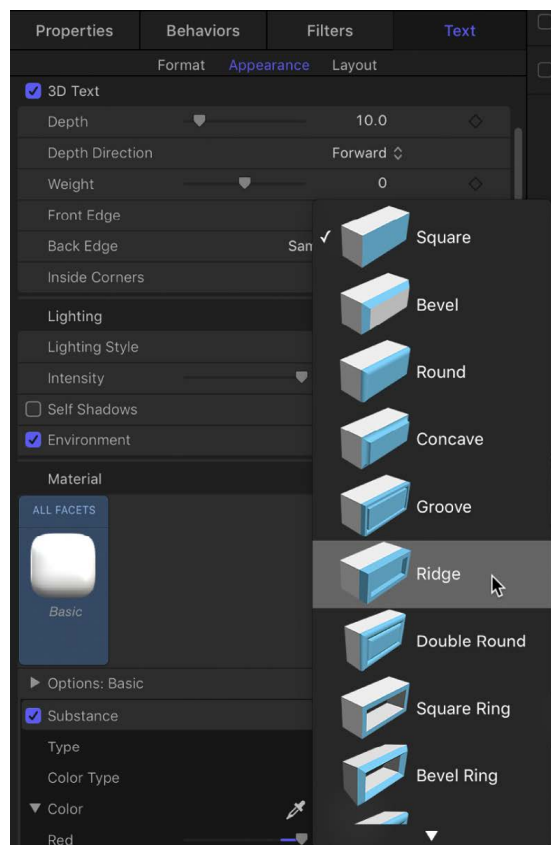 Properties Behaviors Filters Text
Format Appearance Layout
3D Text
Depth 10.0
Depth Direction Forward
Weight 0
Front Edge
Back Edge Sam
Inside Corners
Lighting
Lighting Style
Intensity
Self Shadows
Environment
Material
ALL FACETS
Basic
Options: Basic
Substance
Type
Color Type
Color
Red
Square
Bevel
Round
Concave
Groove
Ridge
Double Round
Square Ring
Bevel Ring